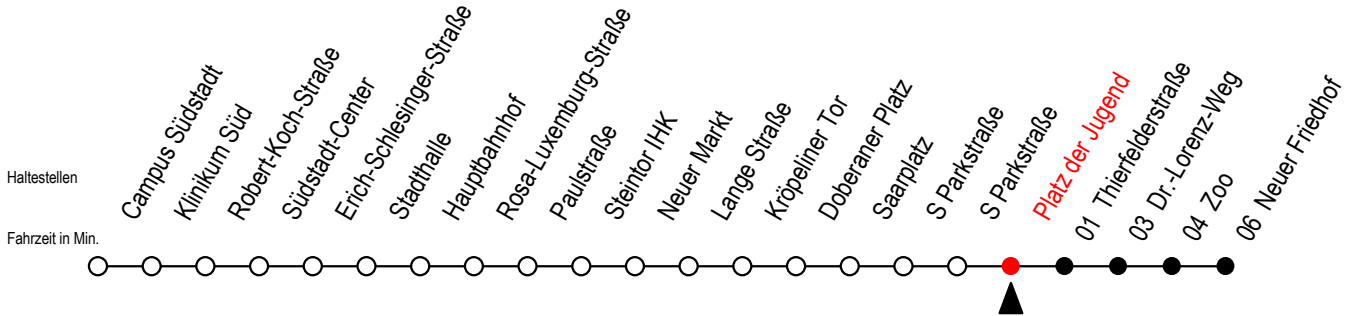 Haltestellen
Fahrzeit in Min.
Campus Südstadt
Klinikum Süd
Robert-Koch-Straße
Südstadt-Center
Erich-Schlesinger-Straße
Stadthalle
Hauptbahnhof
Rosa-Luxemburg-Straße
Paulstraße
Steintor IHK
Neuer Markt
Lange Straße
Kröpeliner Tor
Doberaner Platz
Saarplatz
S Parkstraße
S Parkstraße
Platz der Jugend
01 Thierfelderstraße
03 Dr.-Lorenz-Weg
04 Zoo
06 Neuer Friedhof